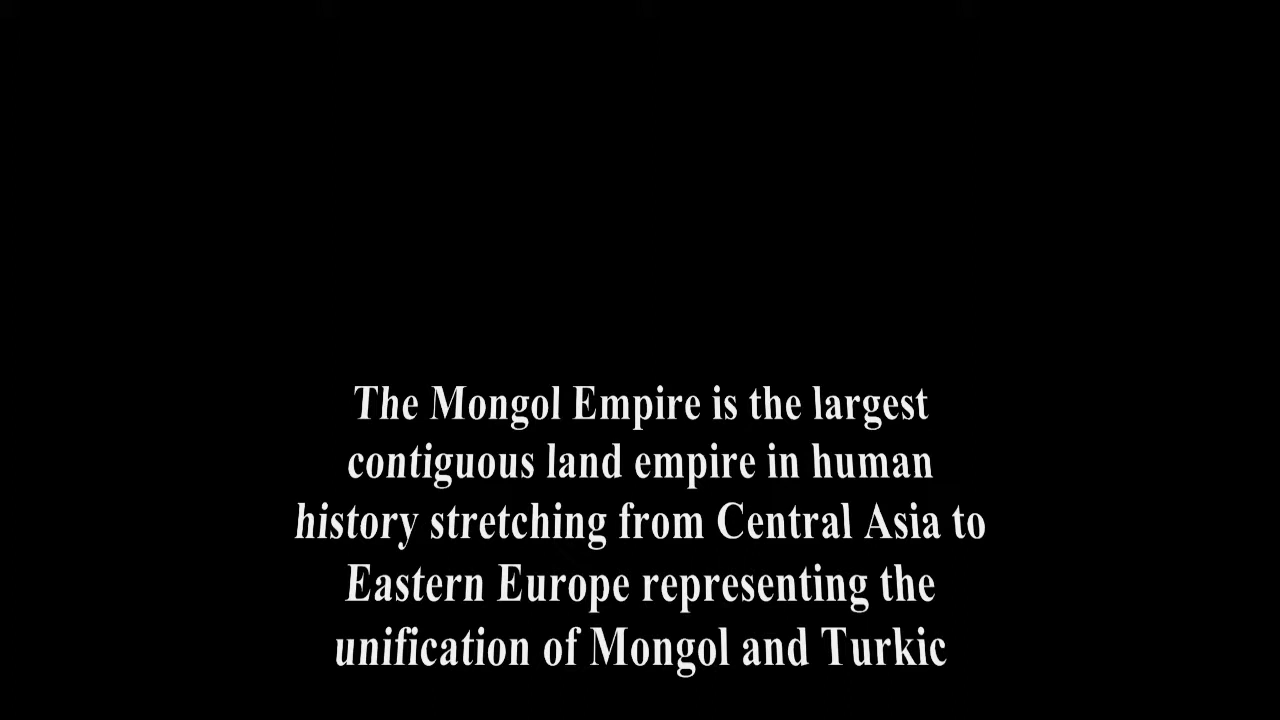 The Mongol Empire is the largest
contiguous land empire in human
history stretching from Central Asia to
Eastern Europe representing the
unification of Mongol and Turkic